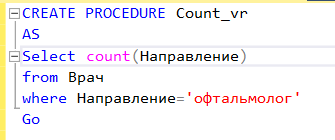 CREATE PROCEDURE Count_vr
AS
Select count(Направление)
from Врач
where Направление='офтальмолог'
Go